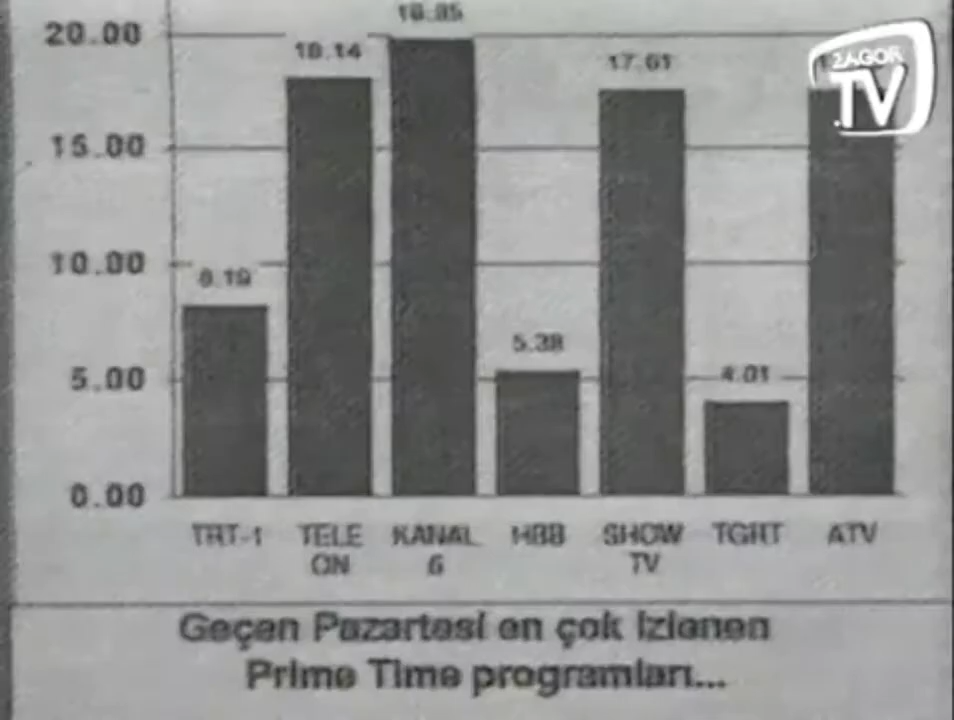 20.00
19.85
18.14
17.61
ZAGOR
TV
15.00
10.00
8.19
5.38
5.00
4.01
0.00
TRT-1 TELE ON KANAL 6 HBB SHOW TV TGRT ATV
Geçen Pazartesi en çok izlenen
Prime Time programları...